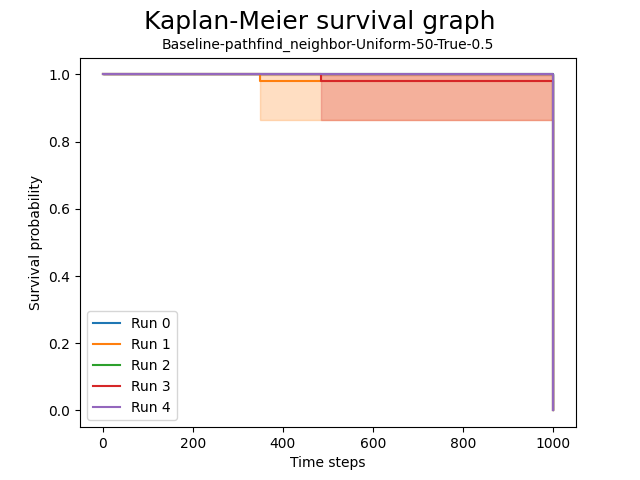 Kaplan-Meier survival graph
Baseline-pathfind_neighbor-Uniform-50-True-0.5
Survival probability
1.0
0.8
0.6
0.4
0.2
0.0
Run 0
Run 1
Run 2
Run 3
Run 4
0 200 400 600 800 1000
Time steps